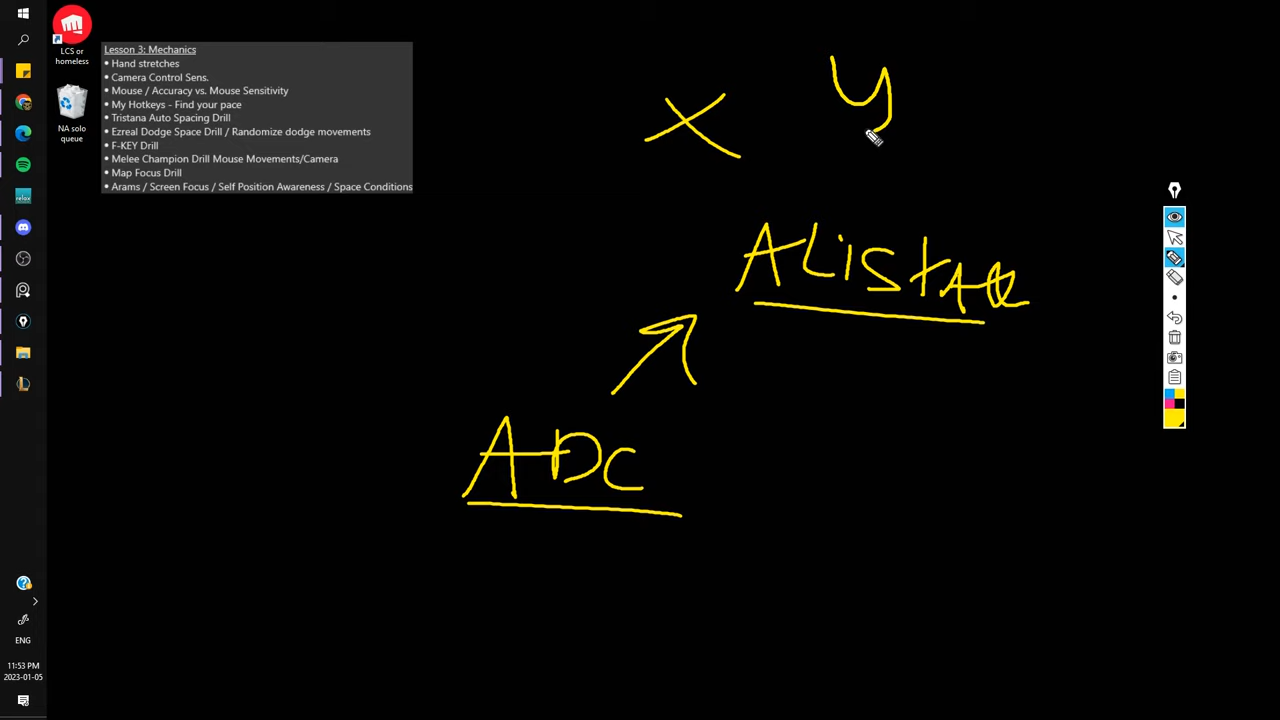 LCS or
homeless
NA solo
queue
Lesson 3: Mechanics
• Hand stretches
• Camera Control Sens.
• Mouse / Accuracy vs. Mouse Sensitivity
• My Hotkeys - Find your pace
• Tristana Auto Spacing Drill
• Ezreal Dodge Space Drill / Randomize dodge movements
• F-KEY Drill
• Melee Champion Drill Mouse Movements/Camera
• Map Focus Drill
• Arams / Screen Focus / Self Position Awareness / Space Conditions
X y
ALiStAR
ADC
relax
ENG
11:53 PM
2023-01-05